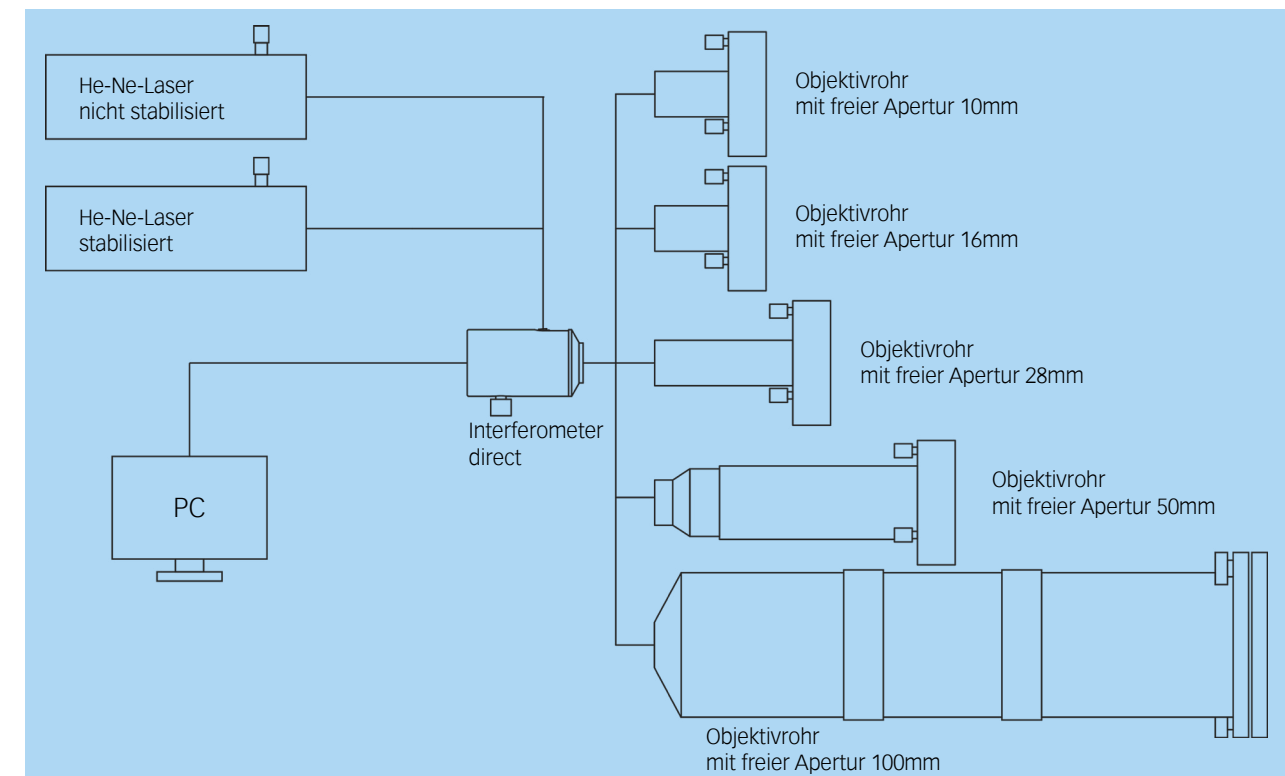 He-Ne-Laser
nicht stabilisiert
He-Ne-Laser
stabilisiert
Objektivrohr
mit freier Apertur 10mm
Objektivrohr
mit freier Apertur 16mm
Objektivrohr
mit freier Apertur 28mm
Interferometer
direct
Objektivrohr
mit freier Apertur 50mm
PC
Objektivrohr
mit freier Apertur 100mm